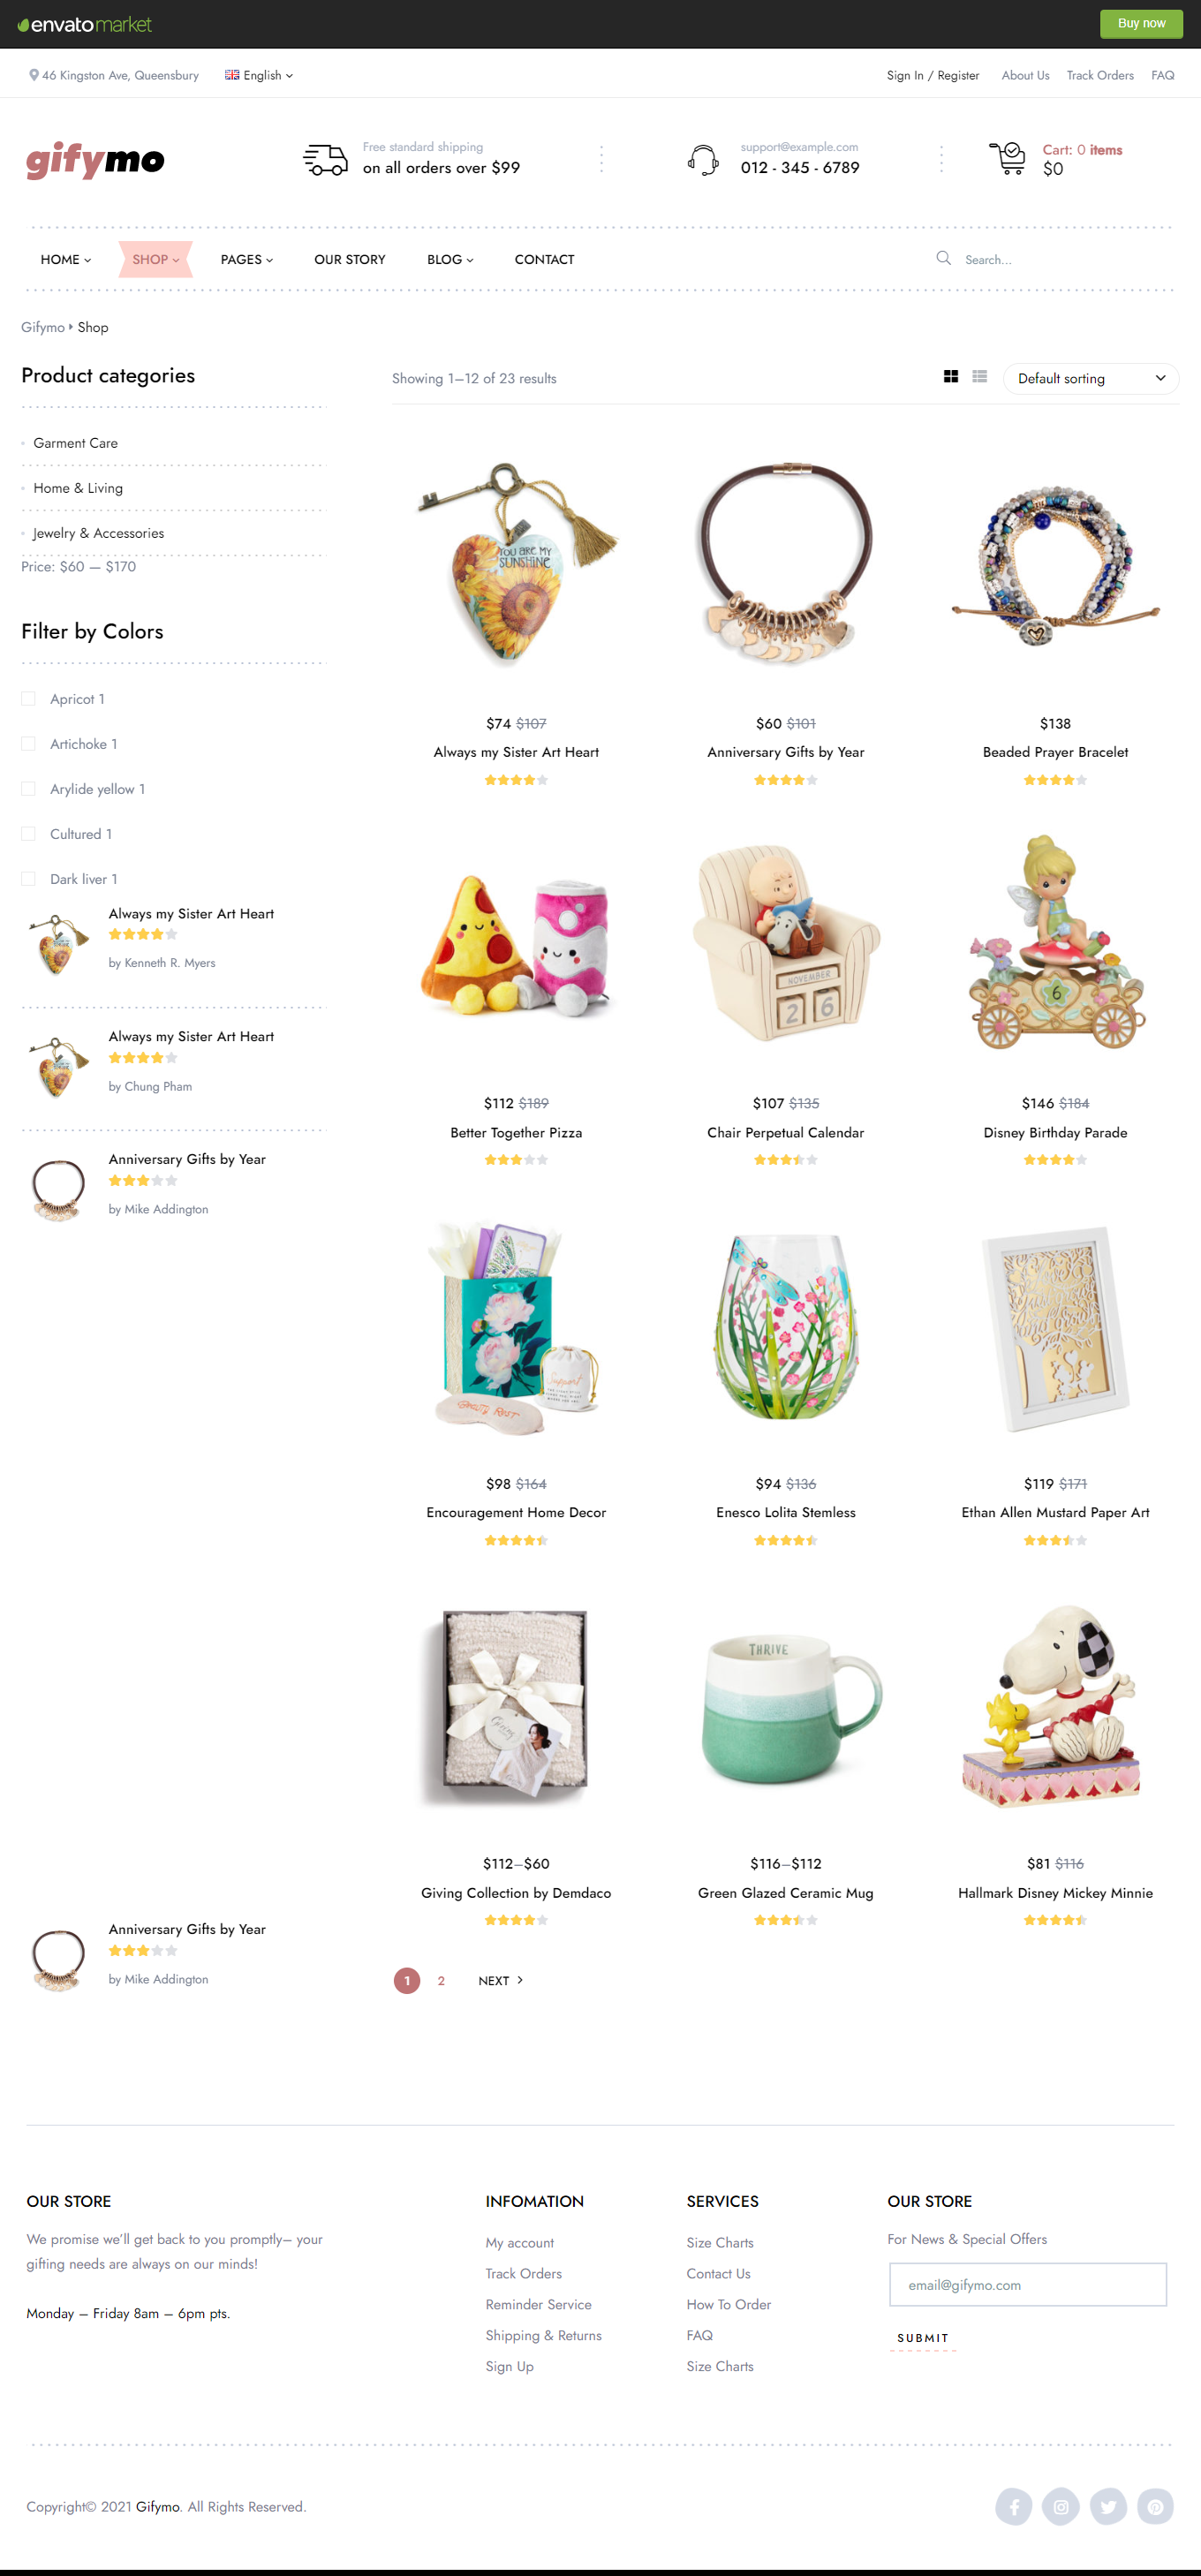 envato market
Buy now
46 Kingston Ave, Queensbury
English
Sign In / Register
About Us
Track Orders
FAQ
gifymo
Free standard shipping
on all orders over $99
support@example.com
012 - 345 - 6789
Cart: 0 items
$0
HOME
SHOP
PAGES
OUR STORY
BLOG
CONTACT
Search...
Gifymo
Shop
Product categories
Garment Care
Home & Living
Jewelry & Accessories
Price: $60 — $170
Filter by Colors
Apricot 1
Artichoke 1
Arylide yellow 1
Cultured 1
Dark liver 1
Always my Sister Art Heart
by Kenneth R. Myers
Always my Sister Art Heart
by Chung Pham
Anniversary Gifts by Year
by Mike Addington
Anniversary Gifts by Year
by Mike Addington
Showing 1–12 of 23 results
Default sorting
YOU ARE MY
SUNSHINE
$74 $107
Always my Sister Art Heart
$60 $101
Anniversary Gifts by Year
$138
Beaded Prayer Bracelet
$112 $189
Better Together Pizza
NOVEMBER
2 6
$107 $135
Chair Perpetual Calendar
6
$146 $184
Disney Birthday Parade
Support
BEAUTY REST
$98 $164
Encouragement Home Decor
$94 $136
Enesco Lolita Stemless
$119 $171
Ethan Allen Mustard Paper Art
Giving
$112–$60
Giving Collection by Demdaco
THRIVE
$116–$112
Green Glazed Ceramic Mug
$81 $116
Hallmark Disney Mickey Minnie
1
2
NEXT
OUR STORE
We promise we'll get back to you promptly– your
gifting needs are always on our minds!
Monday – Friday 8am – 6pm pts.
INFOMATION
My account
Track Orders
Reminder Service
Shipping & Returns
Sign Up
SERVICES
Size Charts
Contact Us
How To Order
FAQ
Size Charts
OUR STORE
For News & Special Offers
email@gifymo.com
SUBMIT
Copyright© 2021 Gifymo. All Rights Reserved.